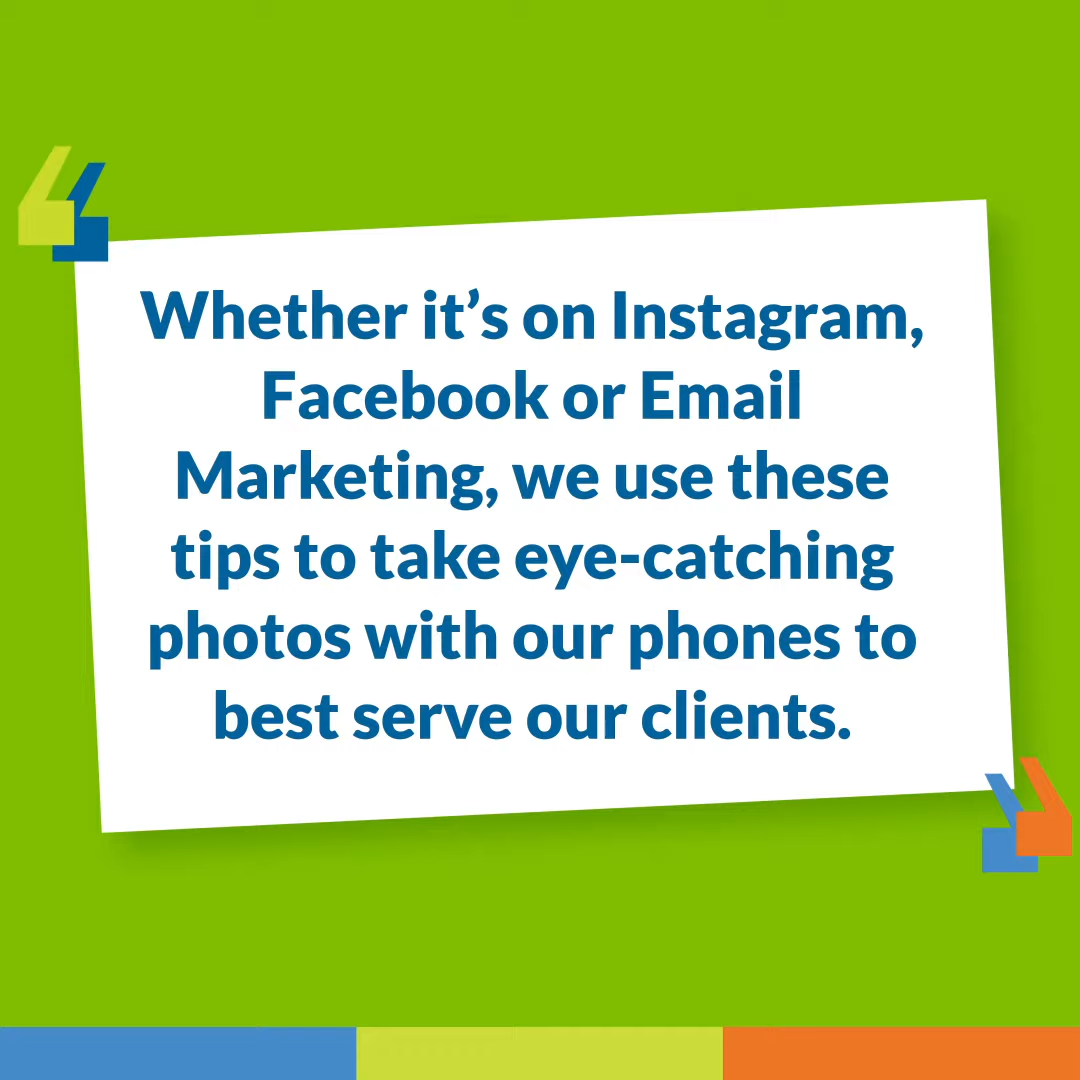 Whether it’s on Instagram,
Facebook or Email
Marketing, we use these
tips to take eye-catching
photos with our phones to
best serve our clients.